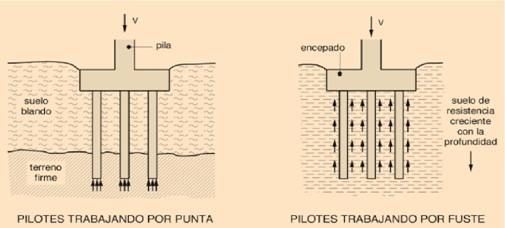 V
pila
suelo
blando
terreno
firme
PILOTES TRABAJANDO POR PUNTA
V
encepado
suelo de
resistencia
creciente
con la
profundidad
PILOTES TRABAJANDO POR FUSTE